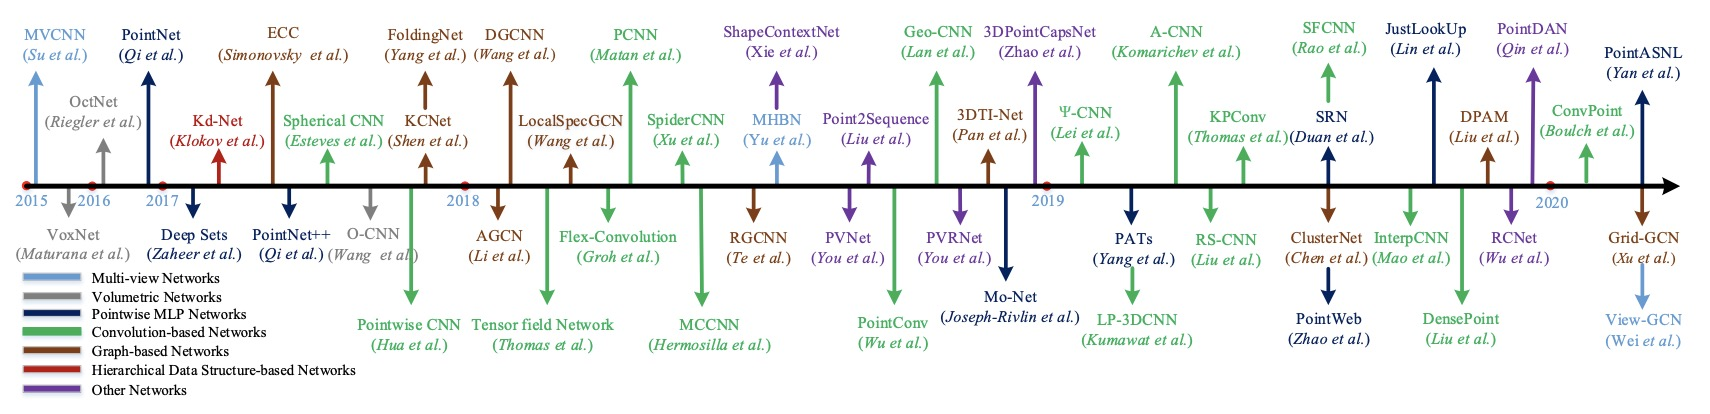 MVCNN
(Su et al.)
PointNet
(Qi et al.)
ECC
(Simonovsky et al.)
FoldingNet
(Yang et al.)
DGCNN
(Wang et al.)
PCNN
(Matan et al.)
ShapeContextNet
(Xie et al.)
Geo-CNN
(Lan et al.)
3DPointCapsNet
(Zhao et al.)
A-CNN
(Komarichev et al.)
SFCNN
(Rao et al.)
JustLookUp
(Lin et al.)
PointDAN
(Qin et al.)
PointASNL
(Yan et al.)
OctNet
(Riegler et al.)
Kd-Net
(Klokov et al.)
Spherical CNN
(Esteves et al.)
KCNet
(Shen et al.)
LocalSpecGCN
(Wang et al.)
SpiderCNN
(Xu et al.)
MHBN
(Yu et al.)
Point2Sequence
(Liu et al.)
3DTI-Net
(Pan et al.)
Ψ-CNN
(Lei et al.)
KPConv
(Thomas et al.)
SRN
(Duan et al.)
DPAM
(Liu et al.)
ConvPoint
(Boulch et al.)
2015
2016
2017
2018
2019
2020
VoxNet
(Maturana et al.)
Deep Sets
(Zaheer et al.)
PointNet++
(Qi et al.)
O-CNN
(Wang et al)
AGCN
(Li et al.)
Flex-Convolution
(Groh et al.)
RGCNN
(Te et al.)
PVNet
(You et al.)
PVRNet
(You et al.)
PATs
(Yang et al.)
RS-CNN
(Liu et al.)
ClusterNet
(Chen et al.)
InterpCNN
(Mao et al.)
RCNet
(Wu et al.)
Grid-GCN
(Xu et al.)
Pointwise CNN
(Hua et al.)
Tensor field Network
(Thomas et al.)
MCCNN
(Hermosilla et al.)
PointConv
(Wu et al.)
Mo-Net
(Joseph-Rivlin et al.)
LP-3DCNN
(Kumawat et al.)
PointWeb
(Zhao et al.)
DensePoint
(Liu et al.)
View-GCN
(Wei et al.)
Multi-view Networks
Volumetric Networks
Pointwise MLP Networks
Convolution-based Networks
Graph-based Networks
Hierarchical Data Structure-based Networks
Other Networks